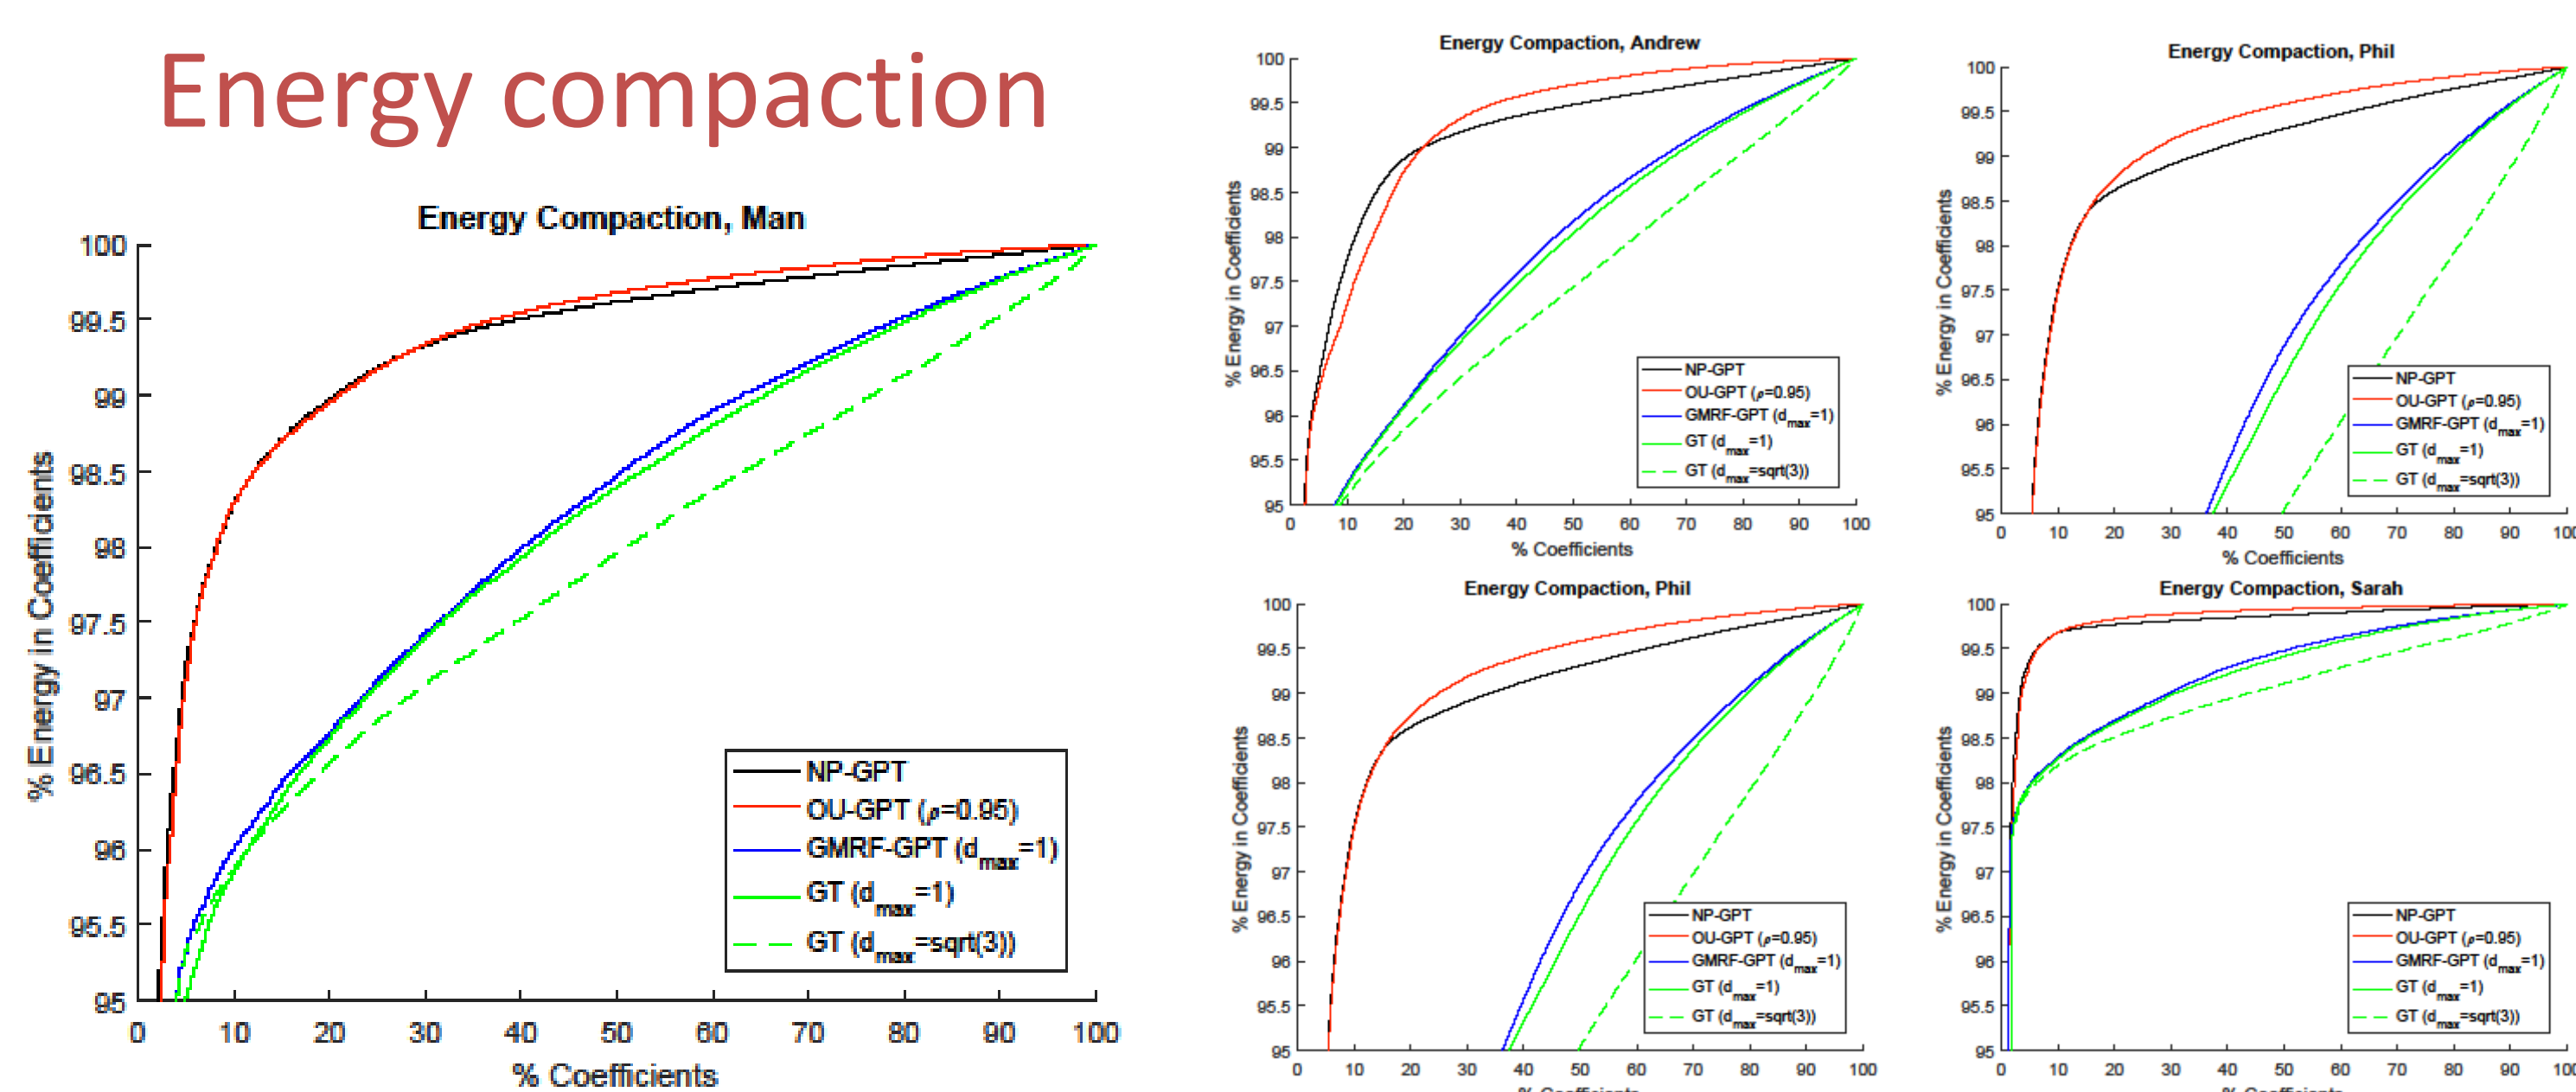 Energy compaction
Energy Compaction, Man
% Energy in Coefficients
100
99.5
99
98.5
98
97.5
97
96.5
96
95.5
95
0 10 20 30 40 50 60 70 80 90 100
% Coefficients
NP-GPT
OU-GPT (ρ=0.95)
GMRF-GPT (dmax=1)
GT (dmax=1)
GT (dmax=sqrt(3))
Energy Compaction, Andrew
% Energy in Coefficients
100
99.5
99
98.5
98
97.5
97
96.5
96
95.5
95
0 10 20 30 40 50 60 70 80 90 100
% Coefficients
NP-GPT
OU-GPT (ρ=0.95)
GMRF-GPT (dmax=1)
GT (dmax=1)
GT (dmax=sqrt(3))
Energy Compaction, Phil
% Energy in Coefficients
100
99.5
99
98.5
98
97.5
97
96.5
96
95.5
95
0 10 20 30 40 50 60 70 80 90 100
% Coefficients
NP-GPT
OU-GPT (ρ=0.95)
GMRF-GPT (dmax=1)
GT (dmax=1)
GT (dmax=sqrt(3))
Energy Compaction, Phil
% Energy in Coefficients
100
99.5
99
98.5
98
97.5
97
96.5
96
95.5
95
0 10 20 30 40 50 60 70 80 90 100
% Coefficients
NP-GPT
OU-GPT (ρ=0.95)
GMRF-GPT (dmax=1)
GT (dmax=1)
GT (dmax=sqrt(3))
Energy Compaction, Sarah
% Energy in Coefficients
100
99.5
99
98.5
98
97.5
97
96.5
96
95.5
95
0 10 20 30 40 50 60 70 80 90 100
% Coefficients
NP-GPT
OU-GPT (ρ=0.95)
GMRF-GPT (dmax=1)
GT (dmax=1)
GT (dmax=sqrt(3))